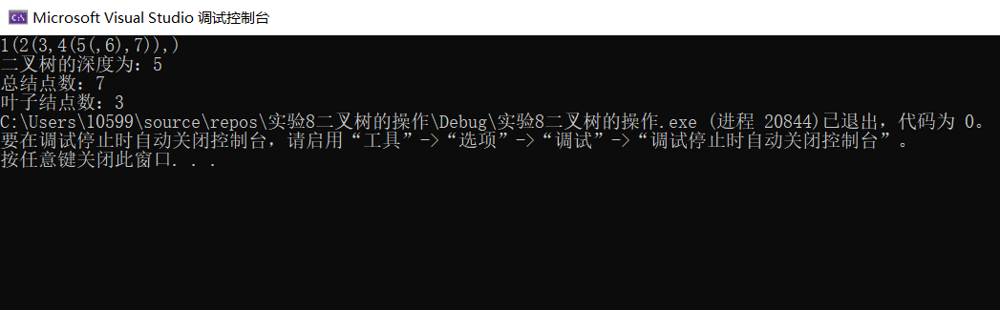 Microsoft Visual Studio 调试控制台
1(2(3,4(5(,6),7)),)
二叉树的深度为：5
总结点数：7
叶子结点数：3
C:\Users\10599\source\repos\实验8二叉树的操作\Debug\实验8二叉树的操作.exe (进程 20844)已退出，代码为 0。
要在调试停止时自动关闭控制台，请启用“工具”->“选项”->“调试”->“调试停止时自动关闭控制台”。
按任意键关闭此窗口. . .